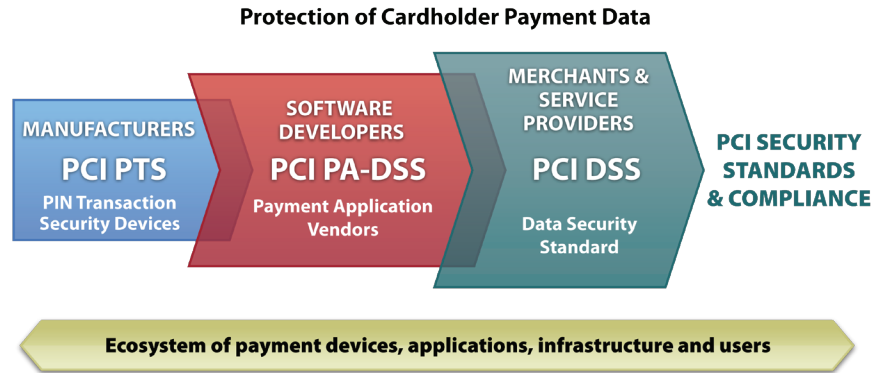 Protection of Cardholder Payment Data
MANUFACTURERS
PCI PTS
PIN Transaction
Security Devices
SOFTWARE
DEVELOPERS
PCI PA-DSS
Payment Application
Vendors
MERCHANTS &
SERVICE
PROVIDERS
PCI DSS
Data Security
Standard
PCI SECURITY
STANDARDS
& COMPLIANCE
Ecosystem of payment devices, applications, infrastructure and users